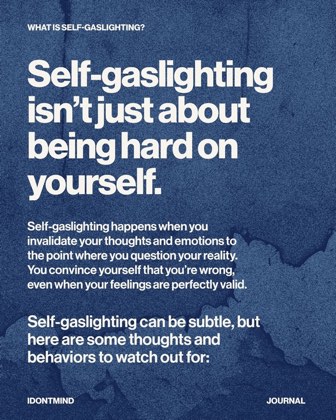 WHAT IS SELF-GASLIGHTING?
Self-gaslighting
isn't just about
being hard on
yourself.
Self-gaslighting happens when you
invalidate your thoughts and emotions to
the point where you question your reality.
You convince yourself that you're wrong,
even when your feelings are perfectly valid.
Self-gaslighting can be subtle, but
here are some thoughts and
behaviors to watch out for:
IDONTMIND
JOURNAL